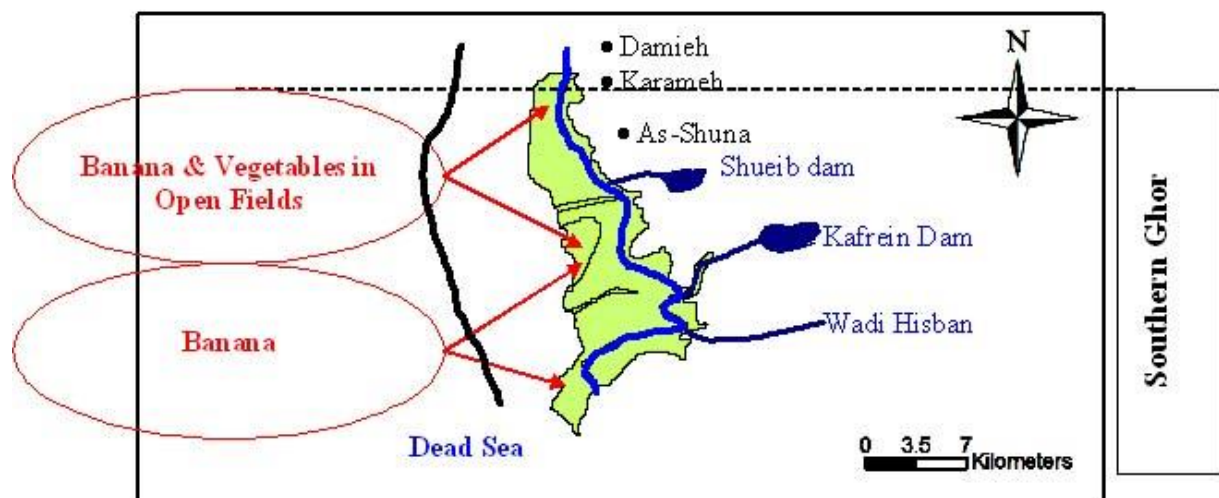 Damieh
Karameh
N
As-Shuna
Banana & Vegetables in
Open Fields
Shueib dam
Kafrein Dam
Southern Ghor
Wadi Hisban
Banana
Dead Sea
0 3.5 7
Kilometers